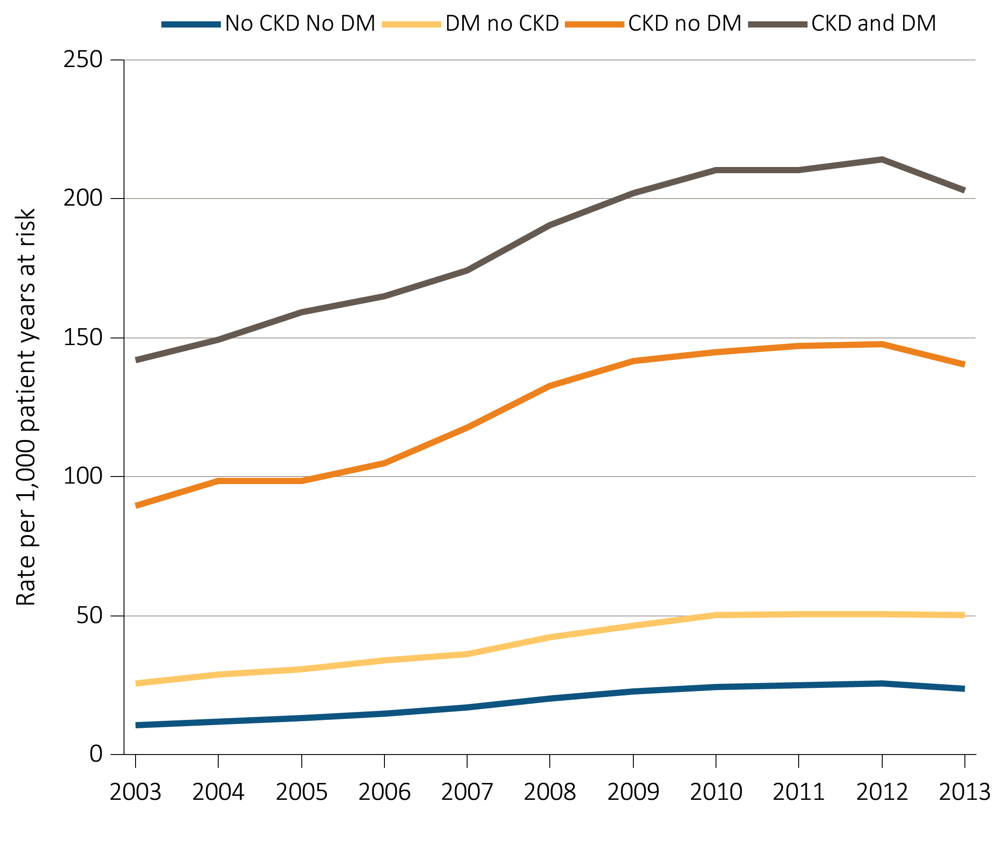 No CKD No DM DM no CKD CKD no DM CKD and DM
Rate per 1,000 patient years at risk
250
200
150
100
50
0
2003 2004 2005 2006 2007 2008 2009 2010 2011 2012 2013